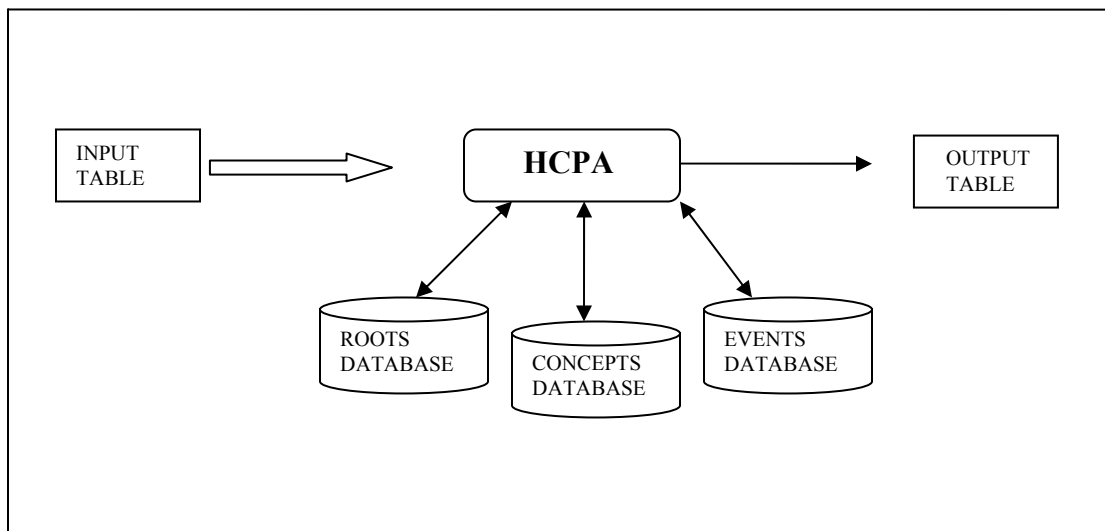 INPUT
TABLE
HCPA
OUTPUT
TABLE
ROOTS
DATABASE
CONCEPTS
DATABASE
EVENTS
DATABASE